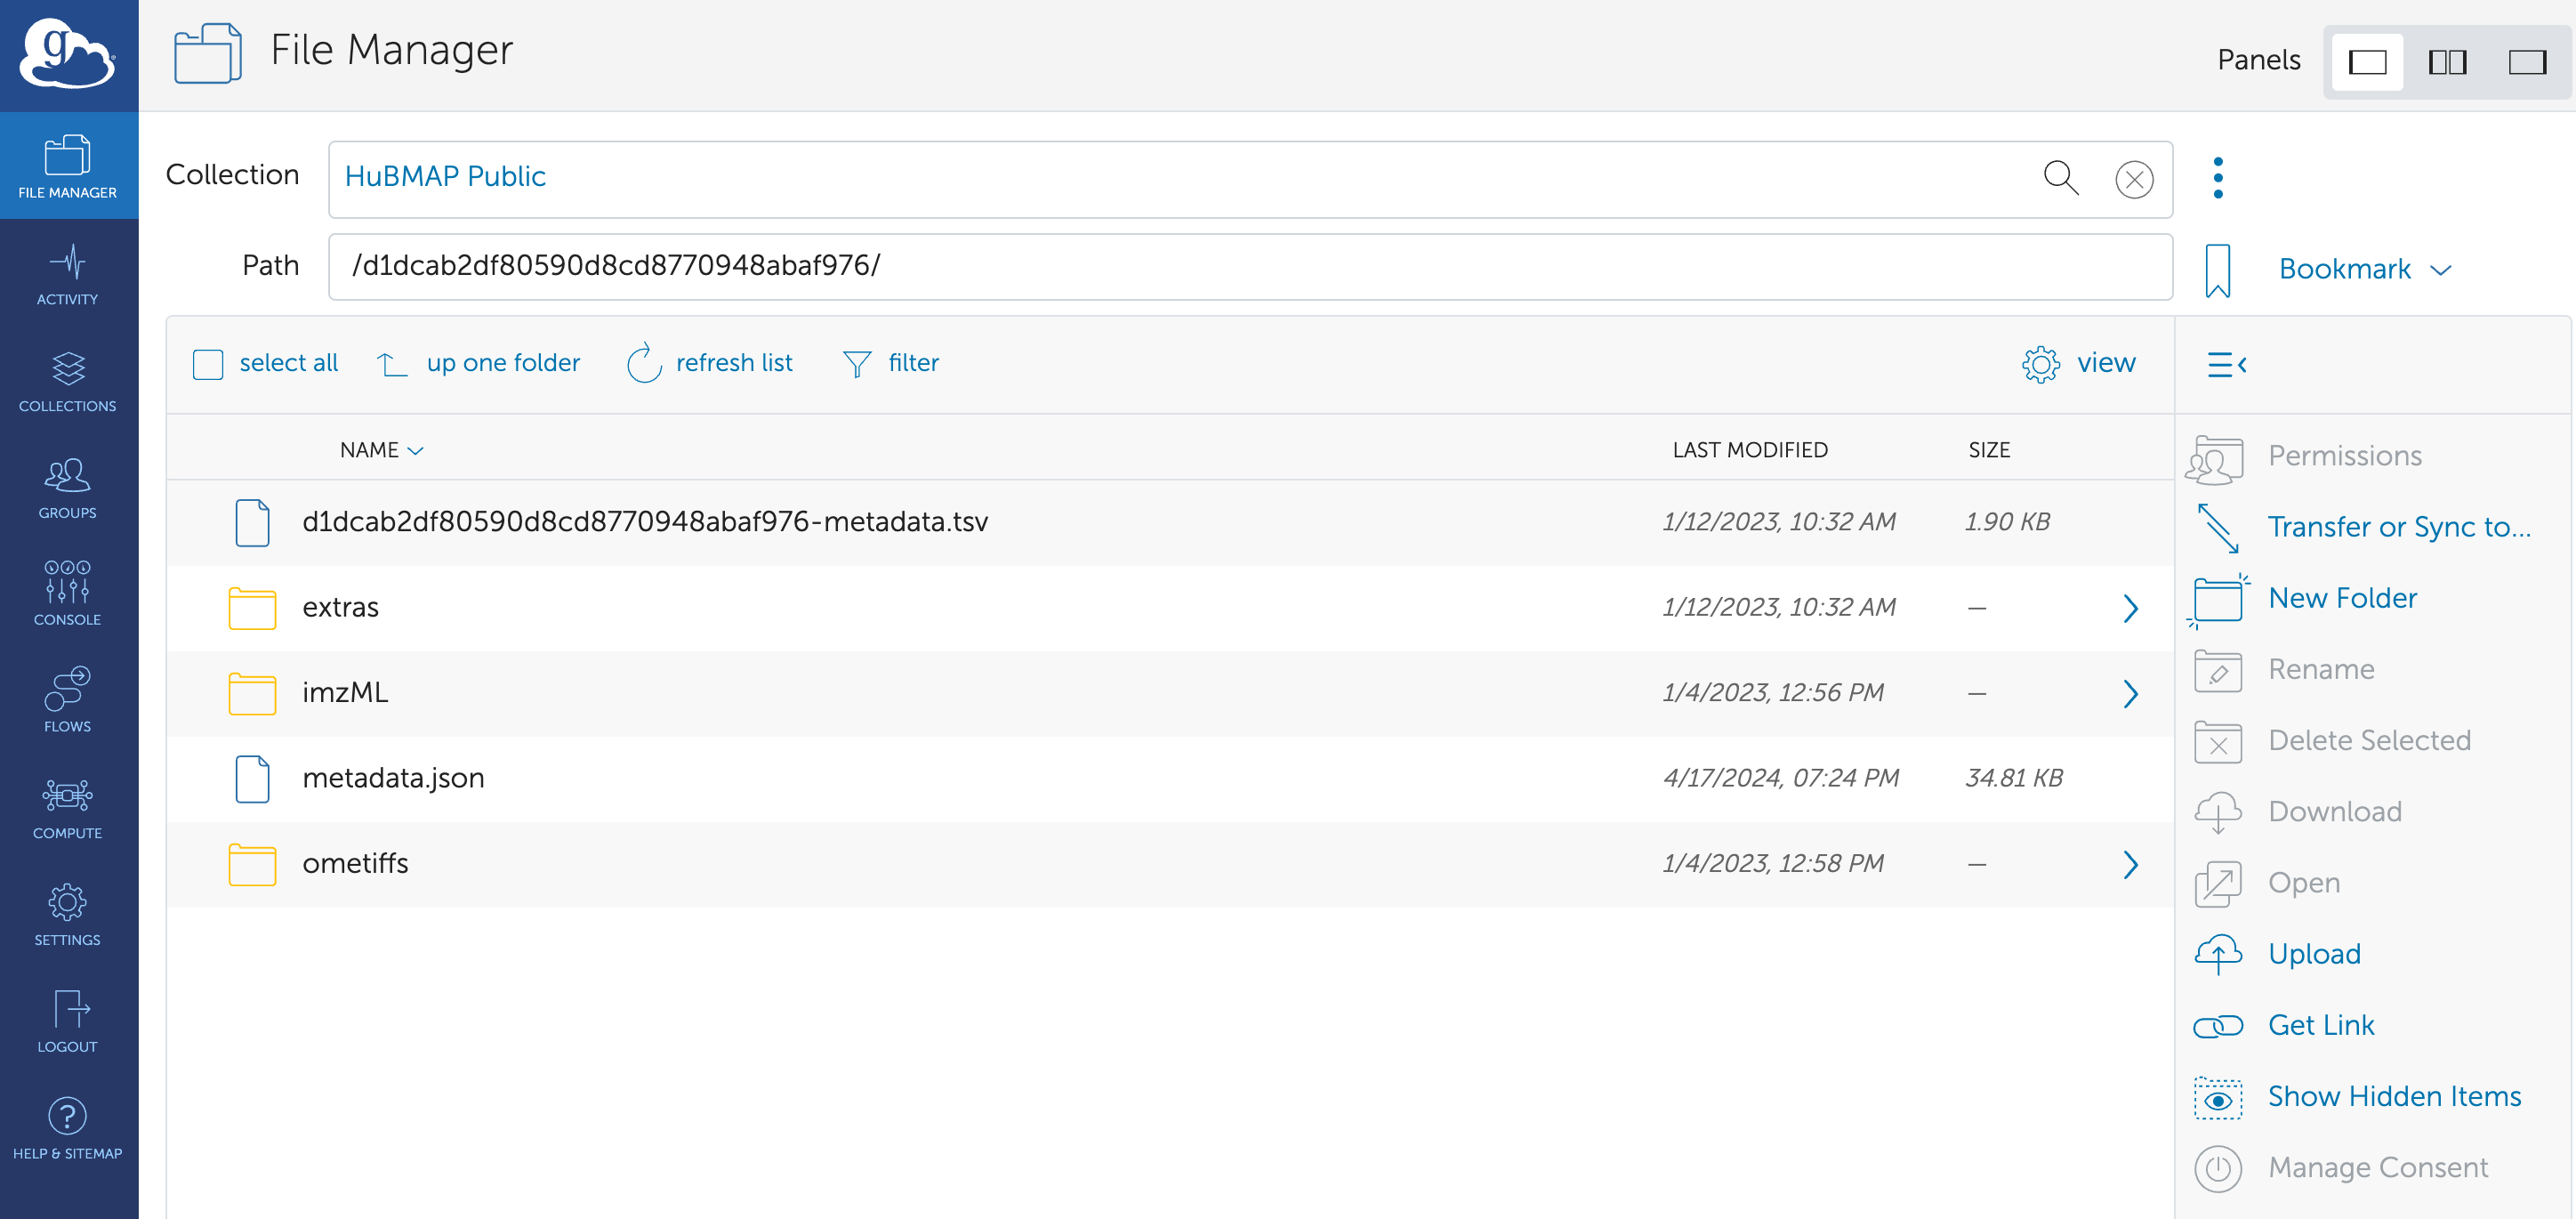 g
File Manager
Panels
FILE MANAGER
ACTIVITY
COLLECTIONS
GROUPS
CONSOLE
FLOWS
COMPUTE
SETTINGS
LOGOUT
?
HELP & SITEMAP
Collection
HuBMAP Public
Path
/d1dcab2df80590d8cd8770948abaf976/
Bookmark
select all
up one folder
refresh list
filter
view
NAME LAST MODIFIED SIZE
d1dcab2df80590d8cd8770948abaf976-metadata.tsv 1/12/2023, 10:32 AM 1.90 KB
extras 1/12/2023, 10:32 AM —
imzML 1/4/2023, 12:56 PM —
metadata.json 4/17/2024, 07:24 PM 34.81 KB
ometiffs 1/4/2023, 12:58 PM —
Permissions
Transfer or Sync to...
New Folder
Rename
Delete Selected
Download
Open
Upload
Get Link
Show Hidden Items
Manage Consent